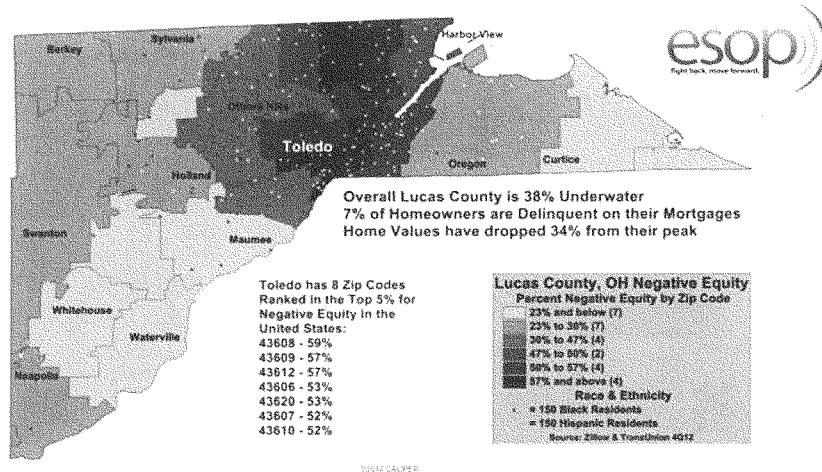 Berkey
Sylvania
Harbor View
esop
fight back, move forward.
Ottawa Hills
Toledo
Holland
Oregon
Curtice
Overall Lucas County is 38% Underwater
7% of Homeowners are Delinquent on their Mortgages
Home Values have dropped 34% from their peak
Swanton
Maumee
Toledo has 8 Zip Codes
Ranked in the Top 5% for
Negative Equity in the
United States:
43608 - 59%
43609 - 57%
43612 - 57%
43606 - 53%
43620 - 53%
43607 - 52%
43610 - 52%
Whitehouse
Waterville
Neapolis
Lucas County, OH Negative Equity
Percent Negative Equity by Zip Code
23% and below (7)
23% to 30% (7)
30% to 47% (4)
47% to 50% (2)
50% to 57% (4)
57% and above (4)
Race & Ethnicity
= 150 Black Residents
= 150 Hispanic Residents
Source: Zillow & TransUnion 4Q12